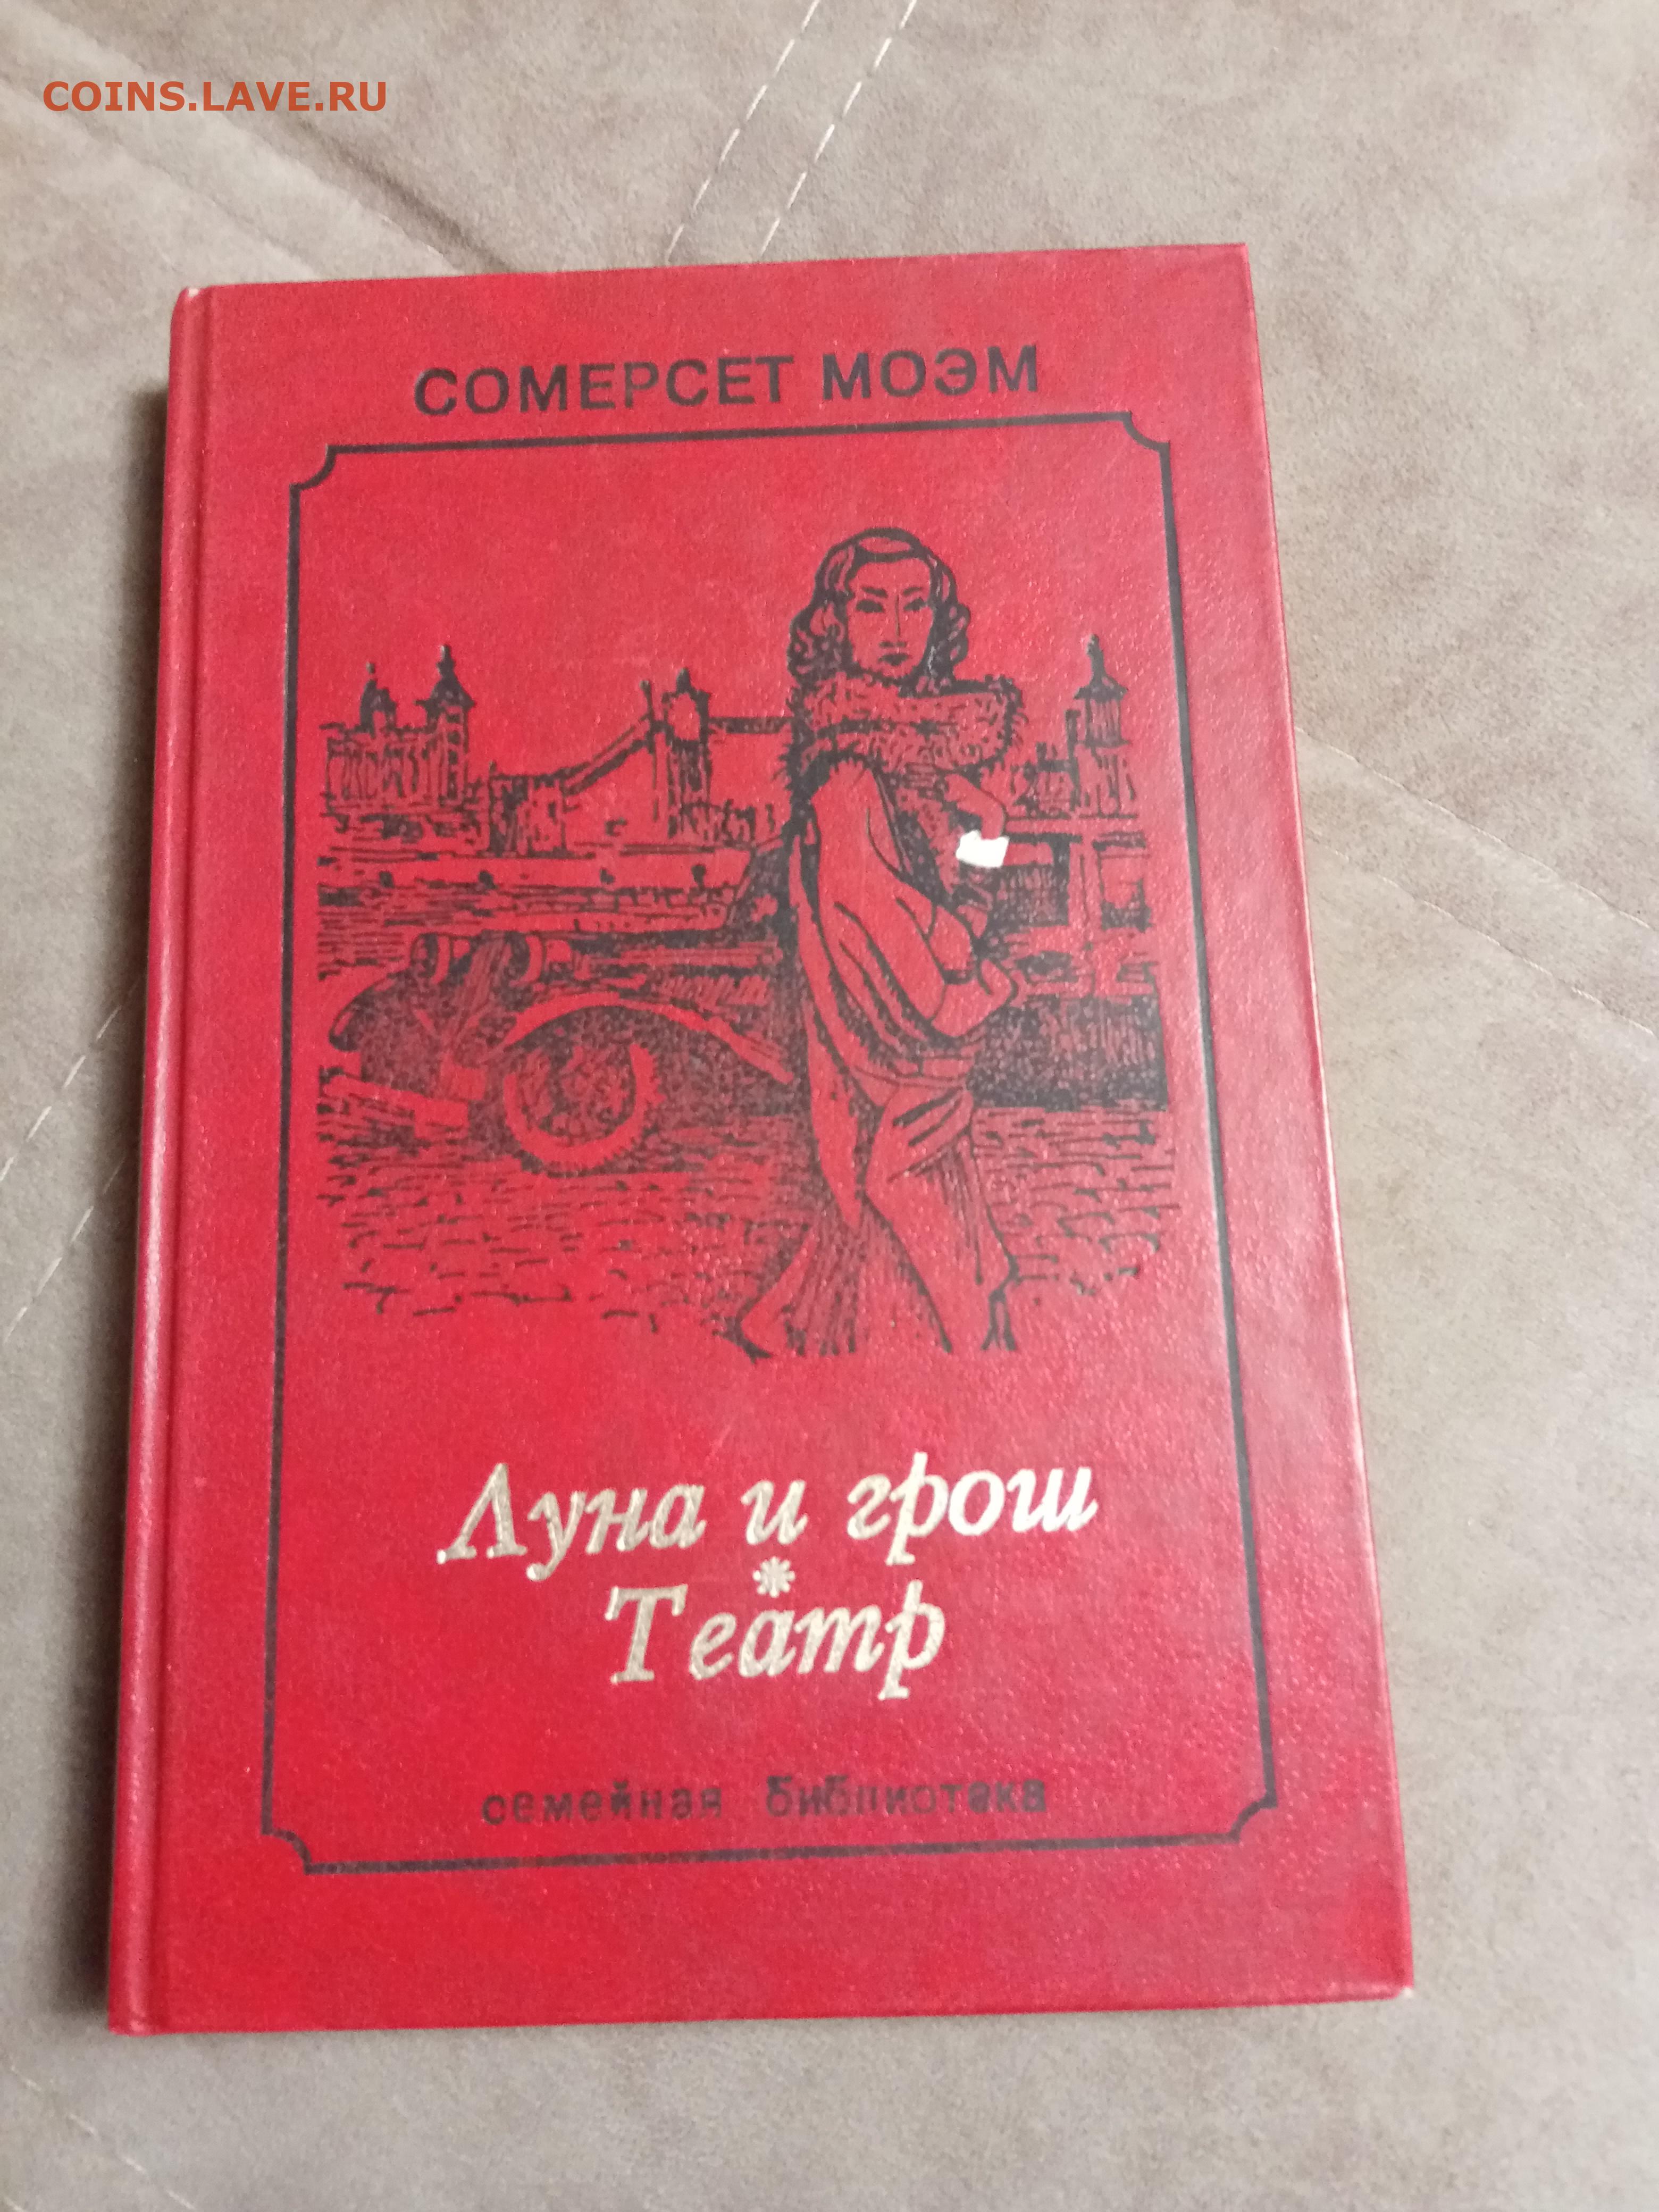 COINS.LAVE.RU
СОМЕРСЕТ МОЭМ
Луна и грош
*
Театр
семейная библиотека